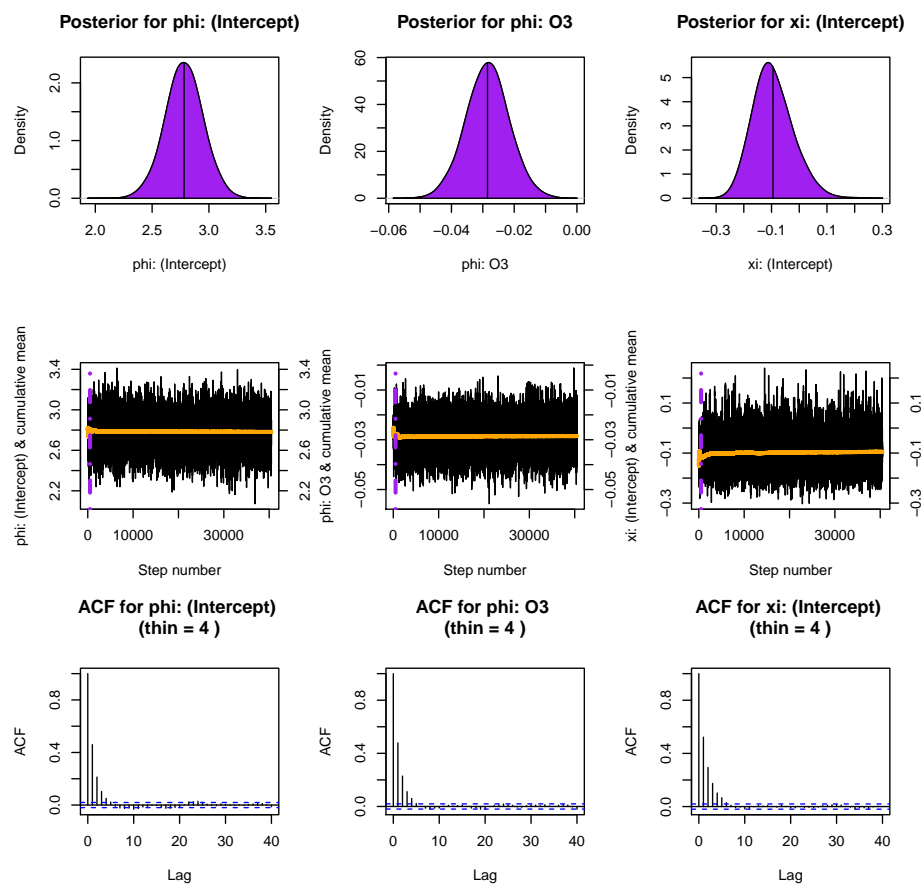 Posterior for phi: (Intercept)
Density
0.0 1.0 2.0
2.0 2.5 3.0 3.5
phi: (Intercept)
Posterior for phi: O3
Density
0 20 40 60
−0.06 −0.04 −0.02 0.00
phi: O3
Posterior for xi: (Intercept)
Density
0 1 2 3 4 5
−0.3 −0.1 0.1 0.3
xi: (Intercept)
phi: (Intercept) & cumulative mean
2.2 2.6 3.0 3.4
2.2 2.6 3.0 3.4
0 10000 30000
Step number
phi: O3 & cumulative mean
−0.05 −0.03 −0.01
−0.05 −0.03 −0.01
0 10000 30000
Step number
xi: (Intercept) & cumulative mean
−0.3 −0.1 0.1
−0.3 −0.1 0.1
0 10000 30000
Step number
ACF for phi: (Intercept)
(thin = 4 )
ACF
0.0 0.4 0.8
0 10 20 30 40
Lag
ACF for phi: O3
(thin = 4 )
ACF
0.0 0.4 0.8
0 10 20 30 40
Lag
ACF for xi: (Intercept)
(thin = 4 )
ACF
0.0 0.4 0.8
0 10 20 30 40
Lag